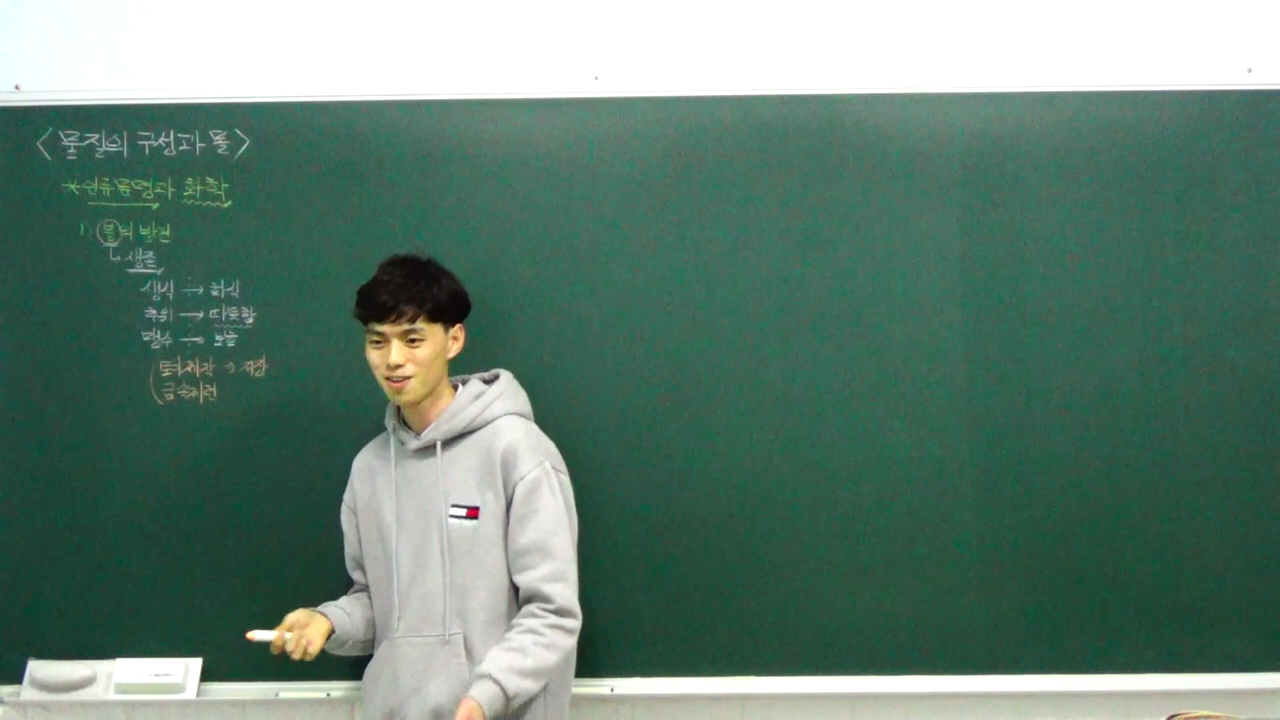 <물질의 구성과 물>
*인류문명과 화학
1) 불의 발견
ㄴ 생존
생식 → 화식
추위 → 따뜻함
맹수 → 보호
토기제작 → 저장
금속제련